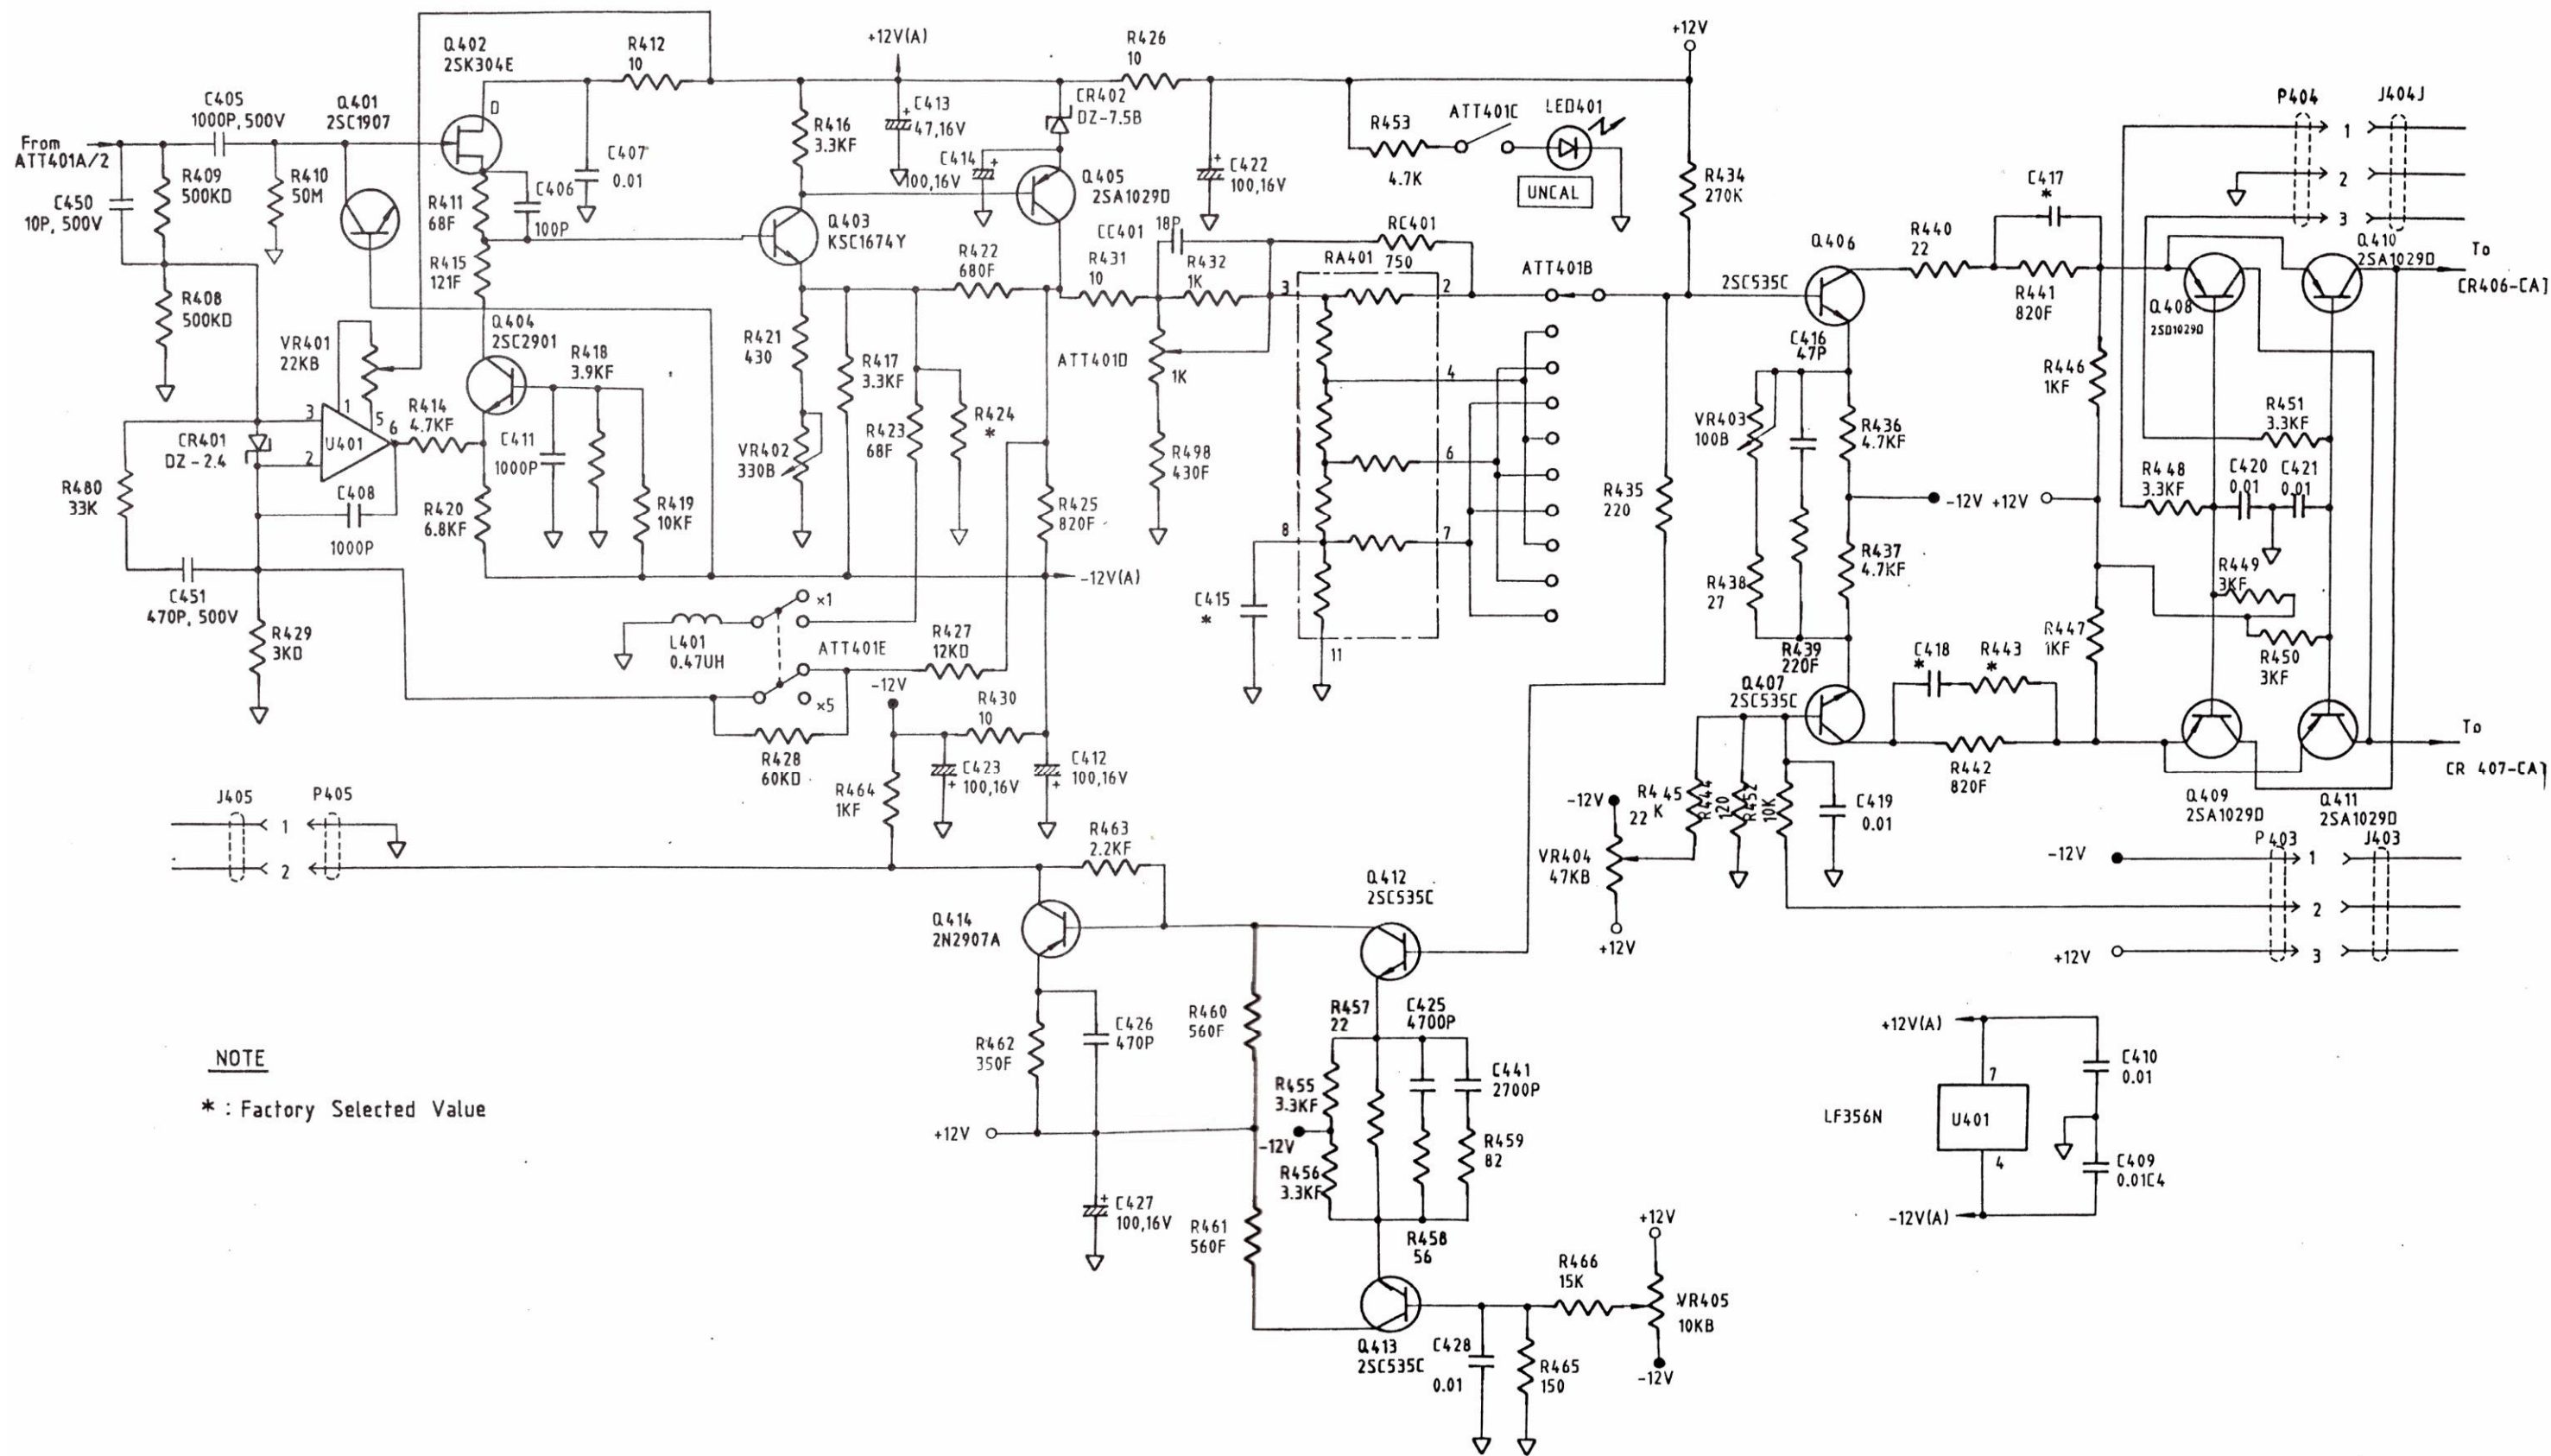 Q402
2SK304E
R412
10
+12V(A)
R426
10
+12V
C405
1000P, 500V
Q401
2SC1907
D
From
ATT401A/2
R409
500KD
R410
50M
C450
10P, 500V
R408
500KD
R411
68F
C406
100P
C407
0.01
R415
121F
R416
3.3KF
C413
47,16V
CR402
DZ-7.5B
C414
100,16V
Q405
2SA1029D
C422
100,16V
R453
4.7K
ATT401C
LED401
UNCAL
R434
270K
Q403
KSC1674Y
R422
680F
CC401
18P
R431
10
R432
1K
RC401
750
RA401
3
2
ATT401B
2SC535C
Q406
R440
22
C417
*
R441
820F
P404
J404J
1
2
3
Q410
2SA1029D
To
CR406-CA]
Q408
2SD1029D
VR401
22KB
Q404
2SC2901
R418
3.9KF
R421
430
R417
3.3KF
ATT401D
1K
4
C416
47P
R446
1KF
3
1
5
6
2
U401
R414
4.7KF
CR401
DZ-2.4
C411
1000P
VR402
330B
R423
68F
R424
*
R498
430F
6
VR403
100B
R436
4.7KF
R451
3.3KF
R480
33K
C408
1000P
R420
6.8KF
R419
10KF
R425
820F
8
7
R435
220
-12V
+12V
R448
3.3KF
C420
0.01
C421
0.01
C451
470P, 500V
-12V(A)
R438
27
R437
4.7KF
R449
3KF
R429
3KD
×1
L401
0.47UH
ATT401E
×5
R427
12KD
C415
*
11
R439
220F
R447
1KF
R450
3KF
-12V
R430
10
R428
60KD
C423
100,16V
C412
100,16V
Q407
2SC535C
C418
*
R443
*
R442
820F
To
CR 407-CA]
J405
P405
1
2
R464
1KF
R463
2.2KF
-12V
R445
22K
R444
120
R452
10K
C419
0.01
VR404
47KB
+12V
Q409
2SA1029D
Q411
2SA1029D
P403
J403
-12V
1
2
+12V
3
Q414
2N2907A
Q412
2SC535C
R462
350F
C426
470P
R460
560F
R457
22
C425
4700P
C441
2700P
R455
3.3KF
+12V
-12V
R459
82
R456
3.3KF
C427
100,16V
R461
560F
R458
56
NOTE
* : Factory Selected Value
+12V(A)
7
C410
0.01
LF356N
U401
4
C409
0.01C4
-12V(A)
+12V
R466
15K
VR405
10KB
Q413
2SC535C
C428
0.01
R465
150
-12V